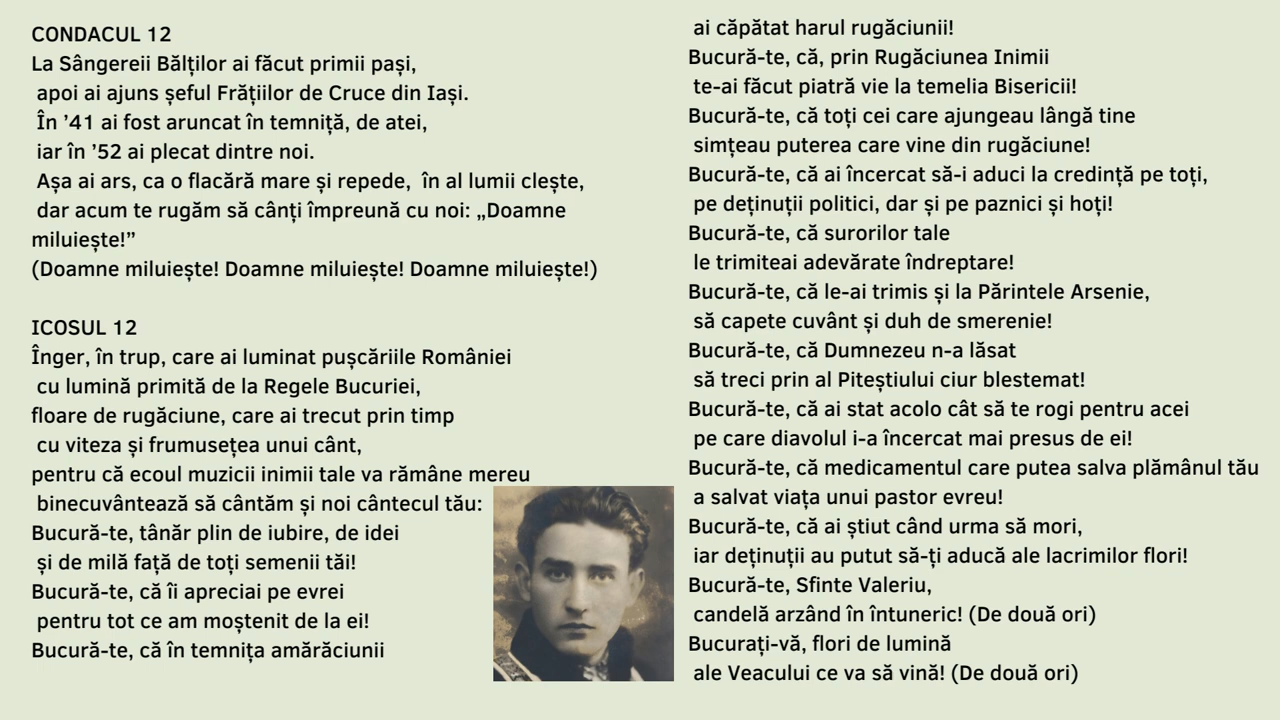 CONDACUL 12
La Sângereii Bălților ai făcut primii pași,
apoi ai ajuns șeful Frățiilor de Cruce din Iași.
În ’41 ai fost aruncat în temniță, de atei,
iar în ’52 ai plecat dintre noi.
Așa ai ars, ca o flacără mare și repede,  în al lumii clește,
dar acum te rugăm să cânți împreună cu noi: „Doamne
miluiește!”
(Doamne miluiește! Doamne miluiește! Doamne miluiește!)
ICOSUL 12
Înger, în trup, care ai luminat pușcăriile României
cu lumină primită de la Regele Bucuriei,
floare de rugăciune, care ai trecut prin timp
cu viteza și frumusețea unui cânt,
pentru că ecoul muzicii inimii tale va rămâne mereu
binecuvântează să cântăm și noi cântecul tău:
Bucură-te, tânăr plin de iubire, de idei
și de milă față de toți semenii tăi!
Bucură-te, că îi apreciai pe evrei
pentru tot ce am moștenit de la ei!
Bucură-te, că în temnița amărăciunii
ai căpătat harul rugăciunii!
Bucură-te, că, prin Rugăciunea Inimii
te-ai făcut piatră vie la temelia Bisericii!
Bucură-te, că toți cei care ajungeau lângă tine
simțeau puterea care vine din rugăciune!
Bucură-te, că ai încercat să-i aduci la credință pe toți,
pe deținuții politici, dar și pe paznici și hoți!
Bucură-te, că surorilor tale
le trimiteai adevărate îndreptare!
Bucură-te, că le-ai trimis și la Părintele Arsenie,
să capete cuvânt și duh de smerenie!
Bucură-te, că Dumnezeu n-a lăsat
să treci prin al Piteștiului ciur blestemat!
Bucură-te, că ai stat acolo cât să te rogi pentru acei
pe care diavolul i-a încercat mai presus de ei!
Bucură-te, că medicamentul care putea salva plămânul tău
a salvat viața unui pastor evreu!
Bucură-te, că ai știut când urma să mori,
iar deținuții au putut să-ți aducă ale lacrimilor flori!
Bucură-te, Sfinte Valeriu,
candelă arzând în întuneric! (De două ori)
Bucurați-vă, flori de lumină
ale Veacului ce va să vină! (De două ori)